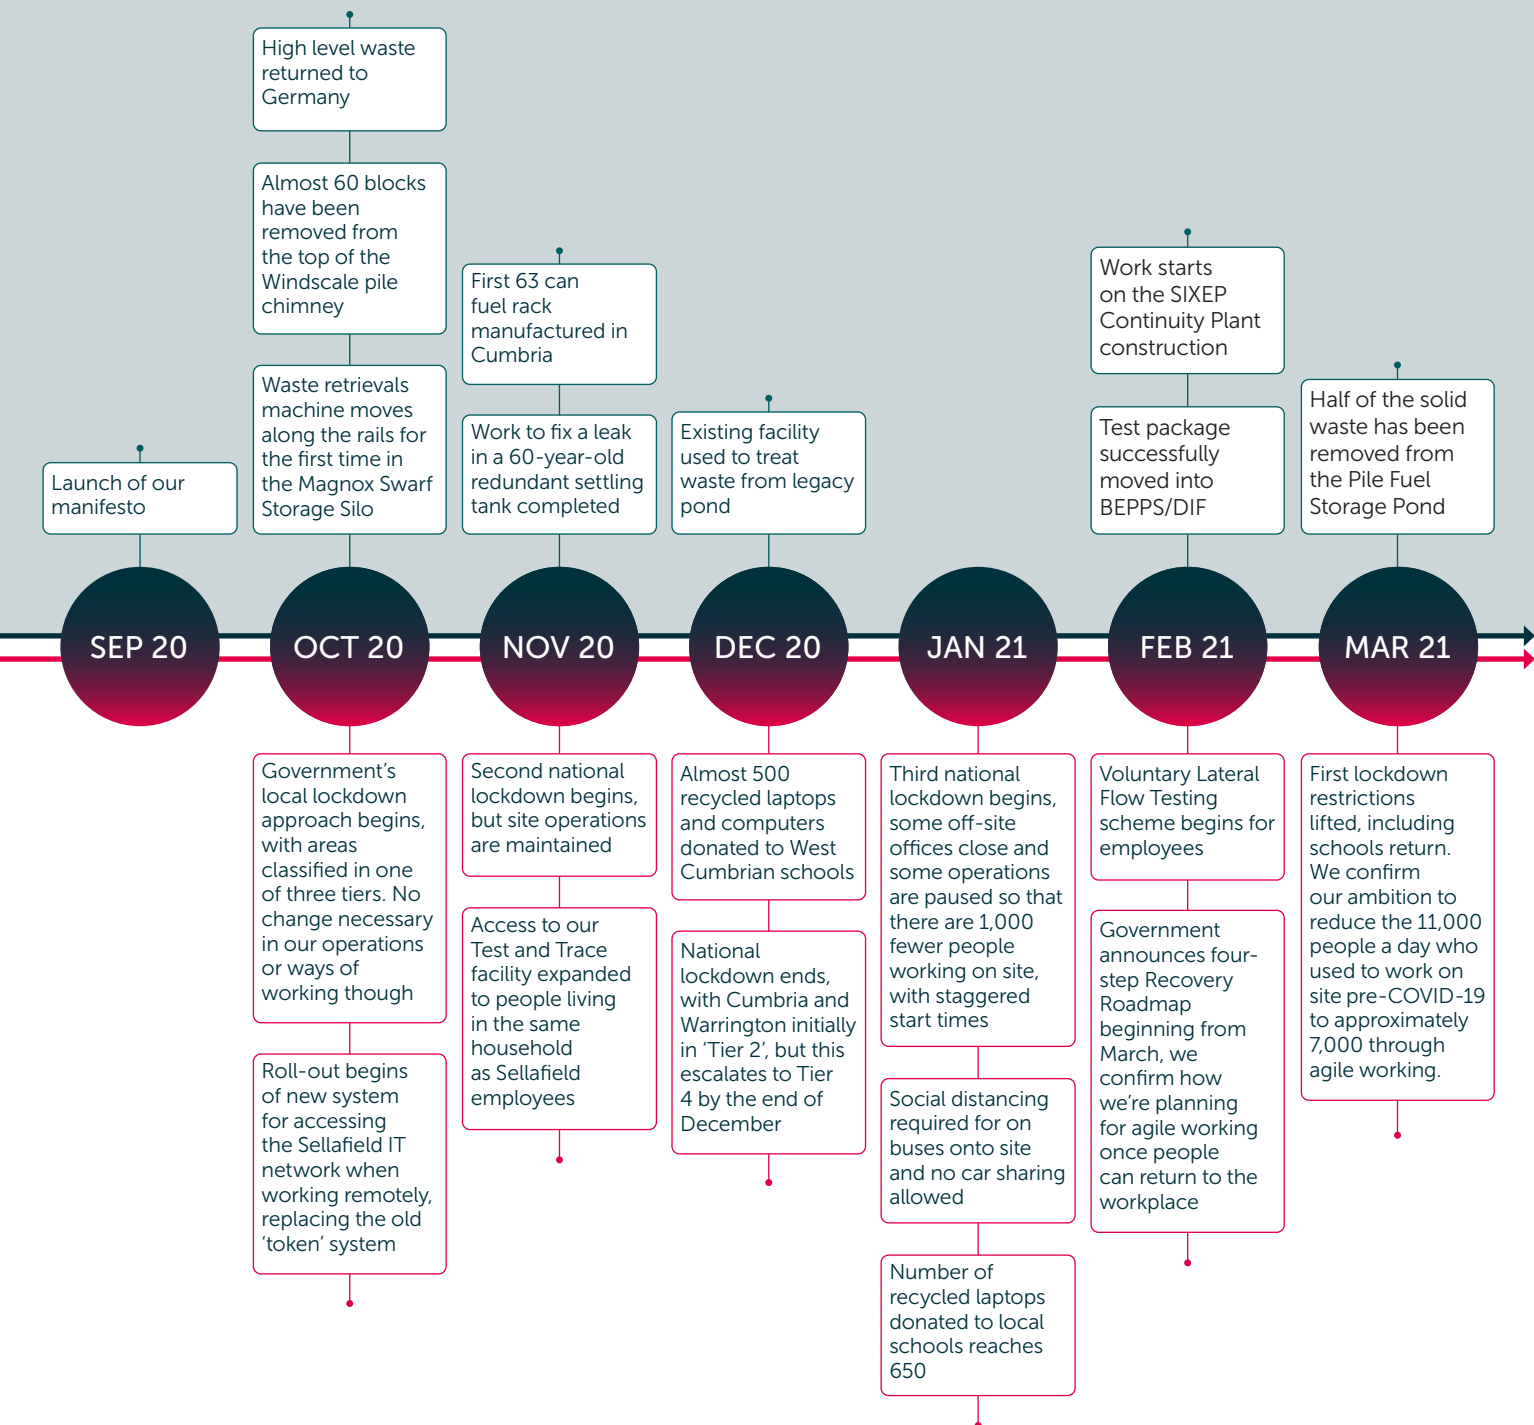 High level waste
returned to
Germany
Almost 60 blocks
have been
removed from
the top of the
Windscale pile
chimney
Waste retrievals
machine moves
along the rails for
the first time in
the Magnox Swarf
Storage Silo
First 63 can
fuel rack
manufactured in
Cumbria
Work to fix a leak
in a 60-year-old
redundant settling
tank completed
Launch of our
manifesto
Existing facility
used to treat
waste from legacy
pond
Work starts
on the SIXEP
Continuity Plant
construction
Test package
successfully
moved into
BEPPS/DIF
Half of the solid
waste has been
removed from
the Pile Fuel
Storage Pond
SEP 20
OCT 20
NOV 20
DEC 20
JAN 21
FEB 21
MAR 21
Government’s
local lockdown
approach begins,
with areas
classified in one
of three tiers. No
change necessary
in our operations
or ways of
working though
Roll-out begins
of new system
for accessing
the Sellafield IT
network when
working remotely,
replacing the old
‘token’ system
Second national
lockdown begins,
but site operations
are maintained
Access to our
Test and Trace
facility expanded
to people living
in the same
household
as Sellafield
employees
Almost 500
recycled laptops
and computers
donated to West
Cumbrian schools
National
lockdown ends,
with Cumbria and
Warrington initially
in ‘Tier 2’, but this
escalates to Tier
4 by the end of
December
Third national
lockdown begins,
some off-site
offices close and
some operations
are paused so that
there are 1,000
fewer people
working on site,
with staggered
start times
Social distancing
required for on
buses onto site
and no car sharing
allowed
Number of
recycled laptops
donated to local
schools reaches
650
Voluntary Lateral
Flow Testing
scheme begins for
employees
Government
announces four-
step Recovery
Roadmap
beginning from
March, we
confirm how
we’re planning
for agile working
once people
can return to the
workplace
First lockdown
restrictions
lifted, including
schools return.
We confirm
our ambition to
reduce the 11,000
people a day who
used to work on
site pre-COVID-19
to approximately
7,000 through
agile working.